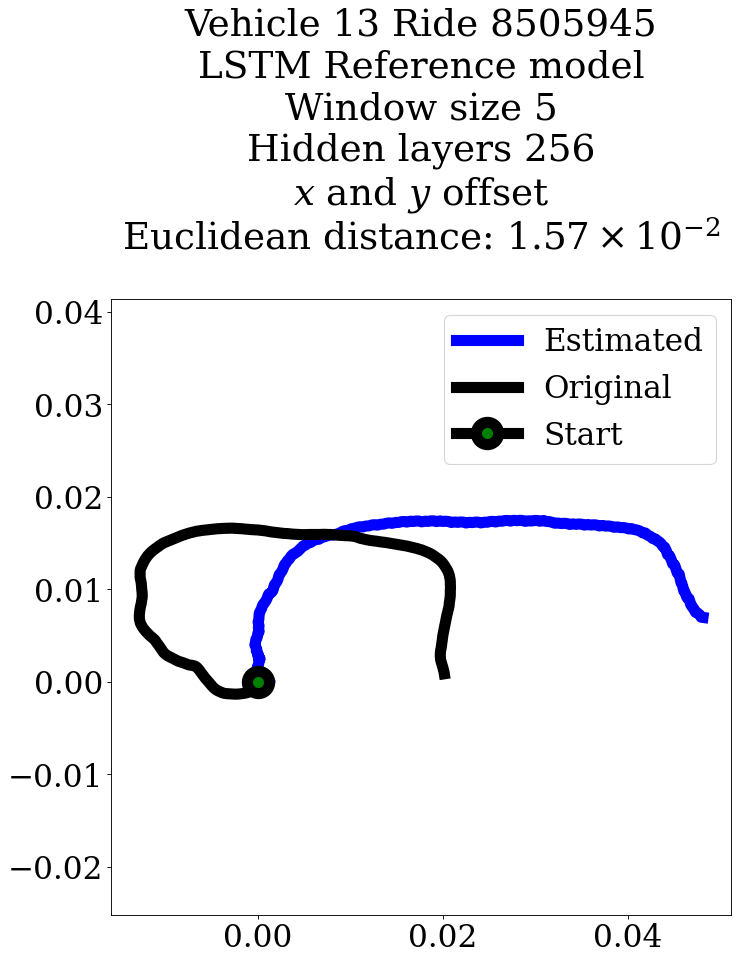 Vehicle 13 Ride 8505945
LSTM Reference model
Window size 5
Hidden layers 256
x and y offset
Euclidean distance: 1.57 × 10⁻²
Estimated
Original
Start
0.04
0.03
0.02
0.01
0.00
−0.01
−0.02
0.00 0.02 0.04